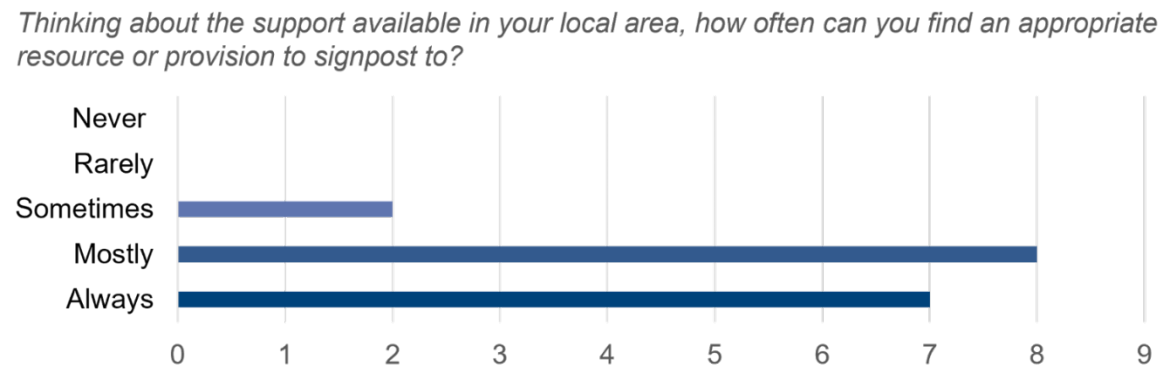 Thinking about the support available in your local area, how often can you find an appropriate
resource or provision to signpost to?
Never
Rarely
Sometimes
Mostly
Always
0 1 2 3 4 5 6 7 8 9